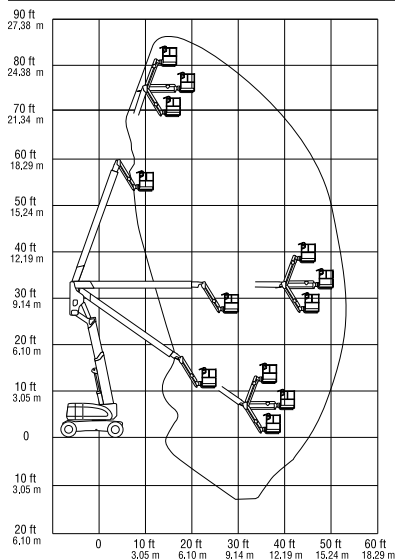 90 ft
27,38 m
80 ft
24.38 m
70 ft
21,34 m
60 ft
18,29 m
50 ft
15,24 m
40 ft
12,19 m
30 ft
9.14 m
20 ft
6,10 m
10 ft
3,05 m
0
10 ft
3,05 m
20 ft
6,10 m
0 10 ft 20 ft 30 ft 40 ft 50 ft 60 ft
3.05 m 6,10 m 9.14 m 12,19 m 15,24 m 18.29 m